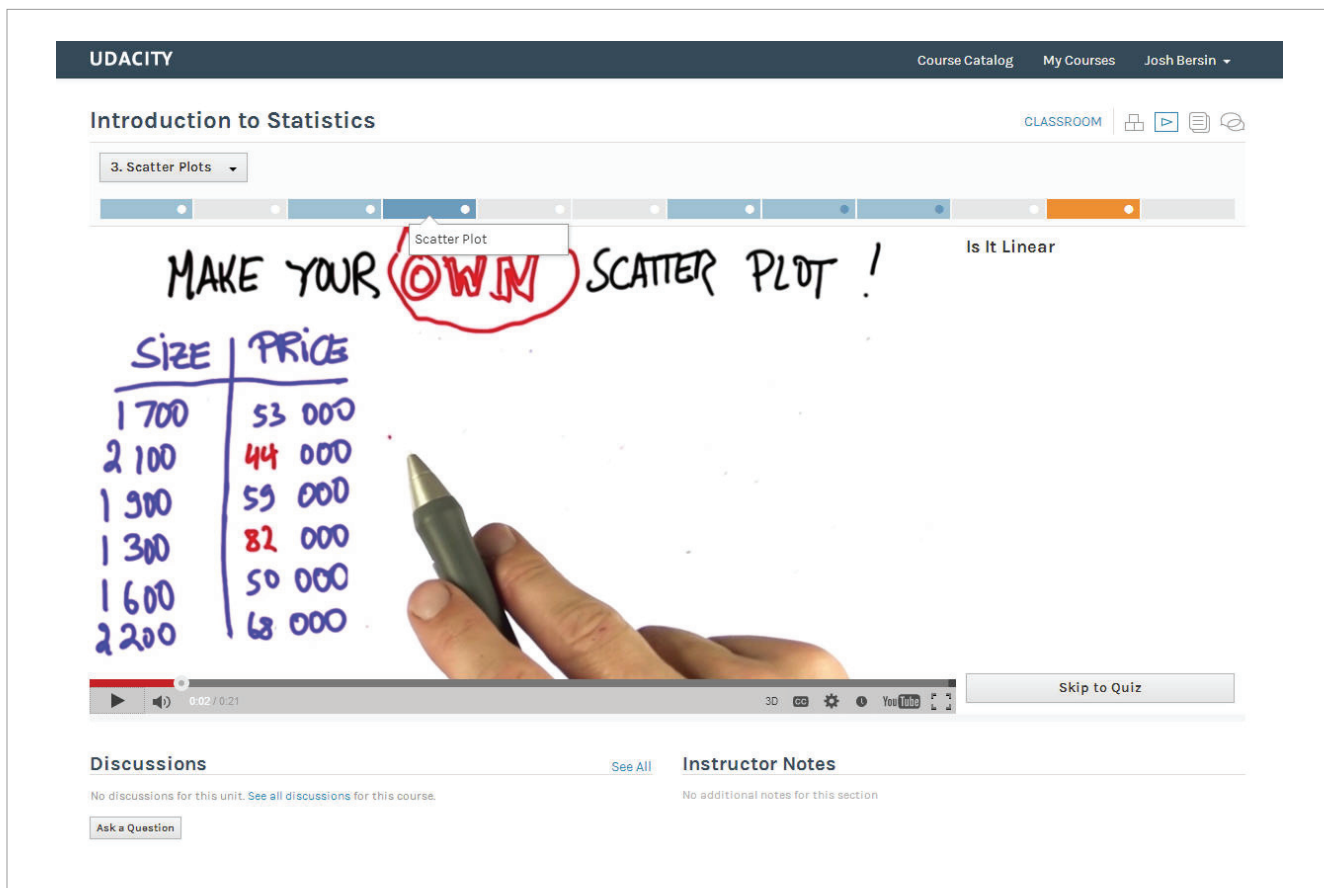 UDACITY Course Catalog My Courses Josh Bersin
Introduction to Statistics CLASSROOM
3. Scatter Plots
Scatter Plot
Is It Linear
MAKE YOUR OWN SCATTER PLOT !
SIZE PRICE
1 700 53 000
2 100 44 000
1 900 59 000
1 300 82 000
1 600 50 000
2 200 68 000
0:02 / 0:21 3D CC YouTube
Skip to Quiz
Discussions See All
No discussions for this unit. See all discussions for this course.
Ask a Question
Instructor Notes
No additional notes for this section